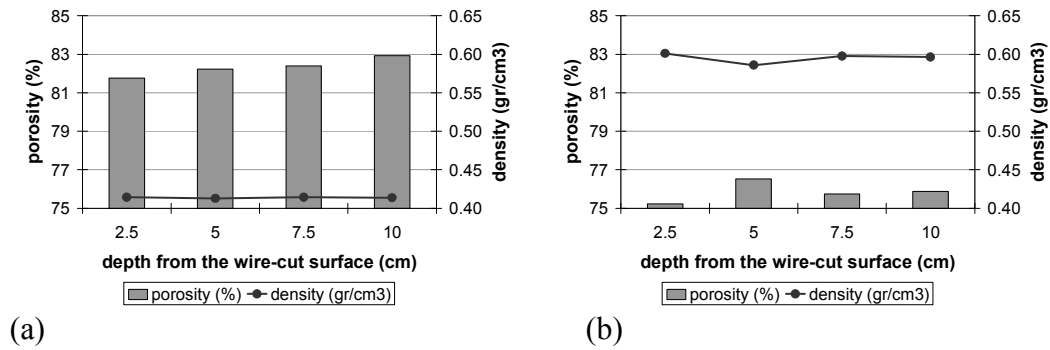 85
83
81
79
77
75
porosity (%)
0.65
0.60
0.55
0.50
0.45
0.40
density (gr/cm3)
2.5 5 7.5 10
depth from the wire-cut surface (cm)
porosity (%) density (gr/cm3)
(a)
85
83
81
79
77
75
porosity (%)
0.65
0.60
0.55
0.50
0.45
0.40
density (gr/cm3)
2.5 5 7.5 10
depth from the wire-cut surface (cm)
porosity (%) density (gr/cm3)
(b)